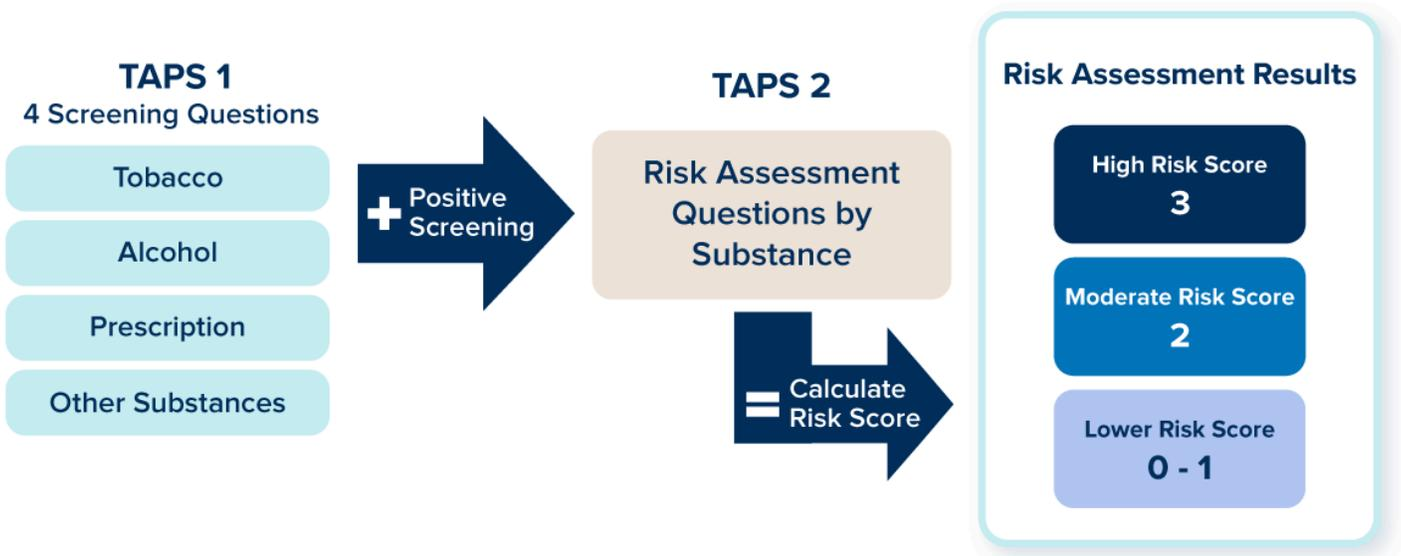 TAPS 1
4 Screening Questions
Tobacco
Alcohol
Prescription
Other Substances
+ Positive
Screening
TAPS 2
Risk Assessment
Questions by
Substance
= Calculate
Risk Score
Risk Assessment Results
High Risk Score
3
Moderate Risk Score
2
Lower Risk Score
0 - 1